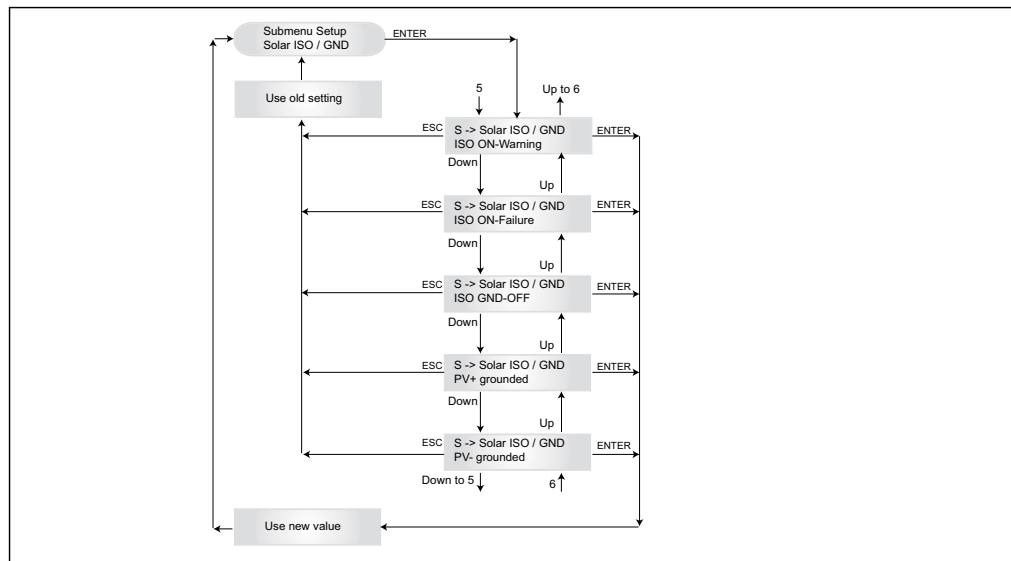 Submenu Setup
Solar ISO / GND
ENTER
Use old setting
5
Up to 6
ESC
S -> Solar ISO / GND
ISO ON-Warning
ENTER
Down
Up
ESC
S -> Solar ISO / GND
ISO ON-Failure
ENTER
Down
Up
ESC
S -> Solar ISO / GND
ISO GND-OFF
ENTER
Down
Up
ESC
S -> Solar ISO / GND
PV+ grounded
ENTER
Down
Up
ESC
S -> Solar ISO / GND
PV- grounded
ENTER
Down to 5
6
Use new value